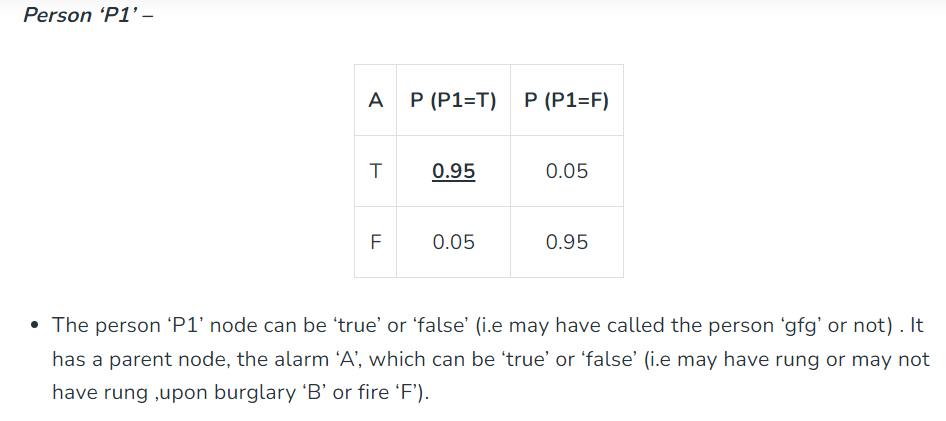 Person ‘P1’ –
A P (P1=T) P (P1=F)
T 0.95 0.05
F 0.05 0.95
• The person ‘P1’ node can be ‘true’ or ‘false’ (i.e may have called the person ‘gfg’ or not) . It
has a parent node, the alarm ‘A’, which can be ‘true’ or ‘false’ (i.e may have rung or may not
have rung ,upon burglary ‘B’ or fire ‘F’).